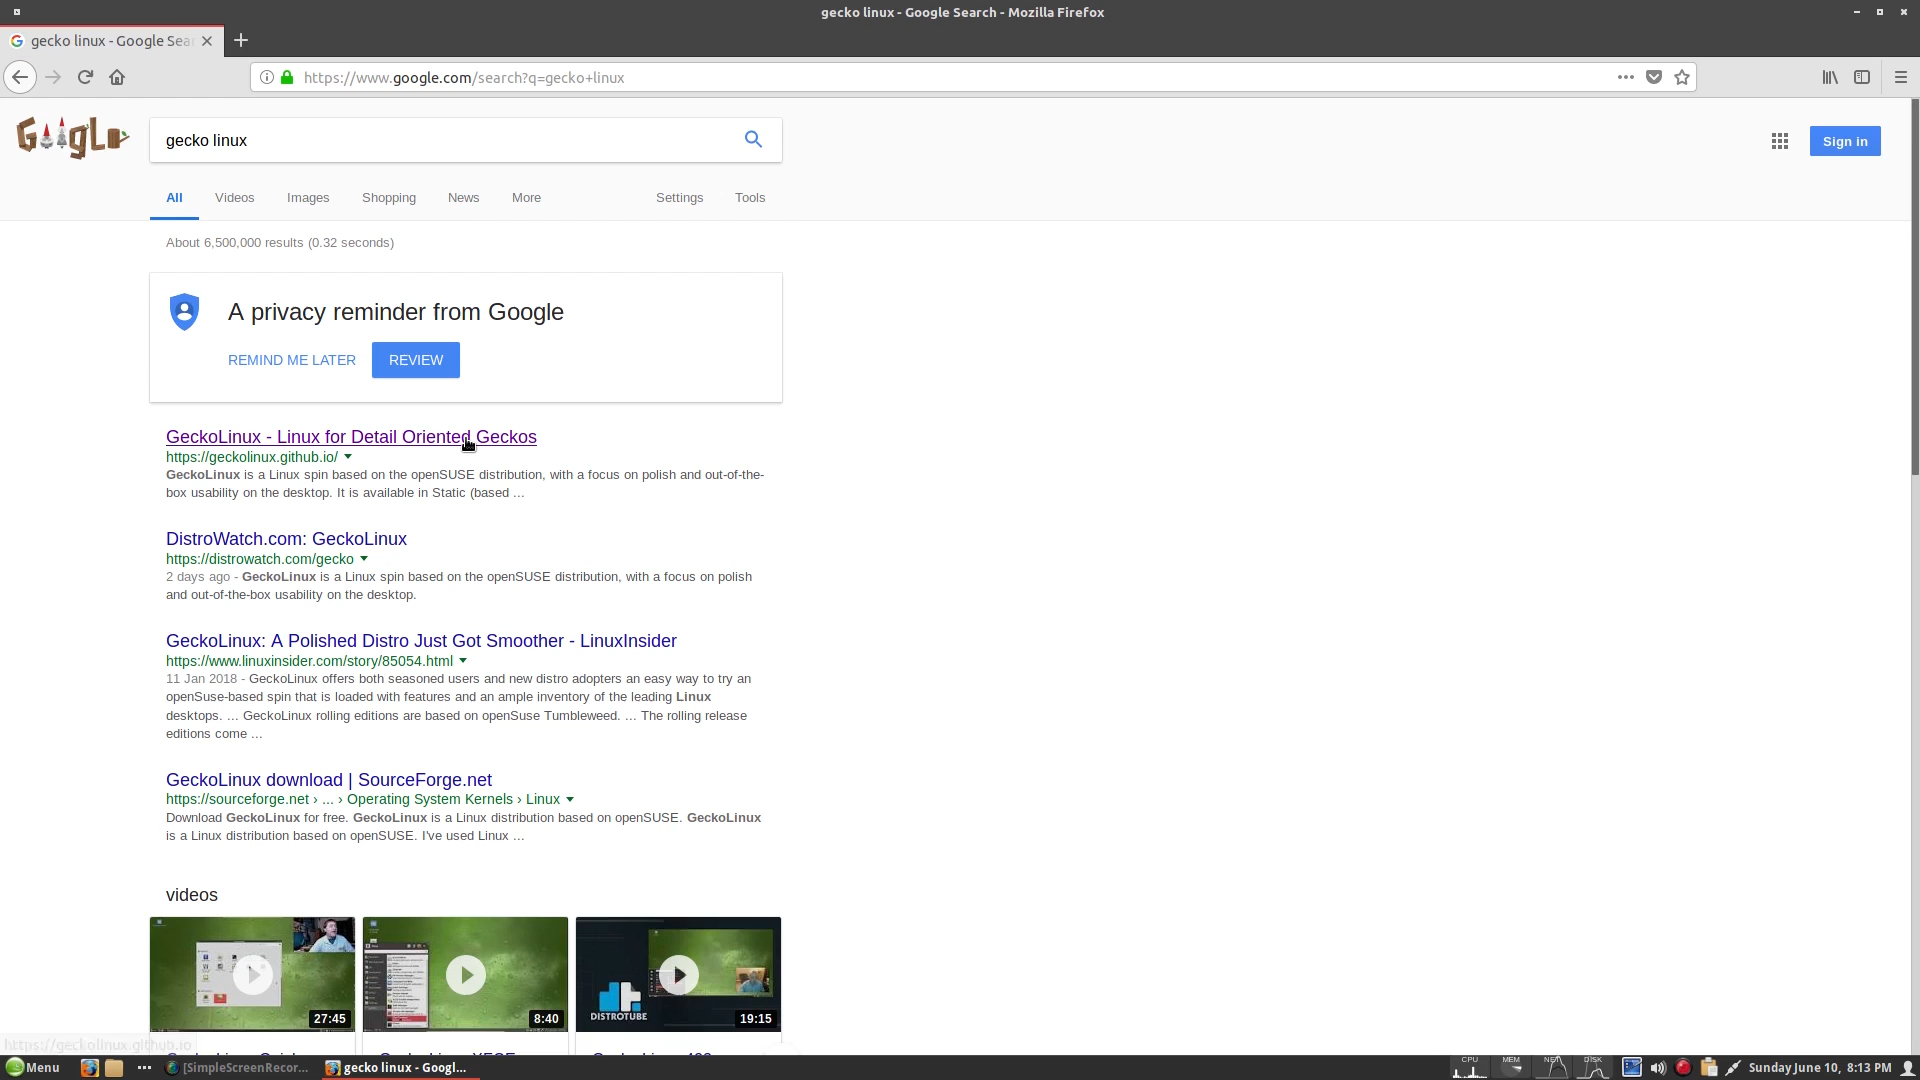 gecko linux - Google Search - Mozilla Firefox
gecko linux - Google Sea
https://www.google.com/search?q=gecko+linux
Google
gecko linux
Sign in
All Videos Images Shopping News More Settings Tools
About 6,500,000 results (0.32 seconds)
A privacy reminder from Google
REMIND ME LATER REVIEW
GeckoLinux - Linux for Detail Oriented Geckos
https://geckolinux.github.io/
GeckoLinux is a Linux spin based on the openSUSE distribution, with a focus on polish and out-of-the-
box usability on the desktop. It is available in Static (based ...
DistroWatch.com: GeckoLinux
https://distrowatch.com/gecko
2 days ago - GeckoLinux is a Linux spin based on the openSUSE distribution, with a focus on polish
and out-of-the-box usability on the desktop.
GeckoLinux: A Polished Distro Just Got Smoother - LinuxInsider
https://www.linuxinsider.com/story/85054.html
11 Jan 2018 - GeckoLinux offers both seasoned users and new distro adopters an easy way to try an
openSuse-based spin that is loaded with features and an ample inventory of the leading Linux
desktops. ... GeckoLinux rolling editions are based on openSuse Tumbleweed. ... The rolling release
editions come ...
GeckoLinux download | SourceForge.net
https://sourceforge.net › ... › Operating System Kernels › Linux
Download GeckoLinux for free. GeckoLinux is a Linux distribution based on openSUSE. GeckoLinux
is a Linux distribution based on openSUSE. I've used Linux ...
videos
27:45 8:40 DISTROTUBE 19:15
https://geckolinux.github.io
Menu [SimpleScreenRecor... gecko linux - Googl... CPU MEM NET DISK Sunday June 10, 8:13 PM